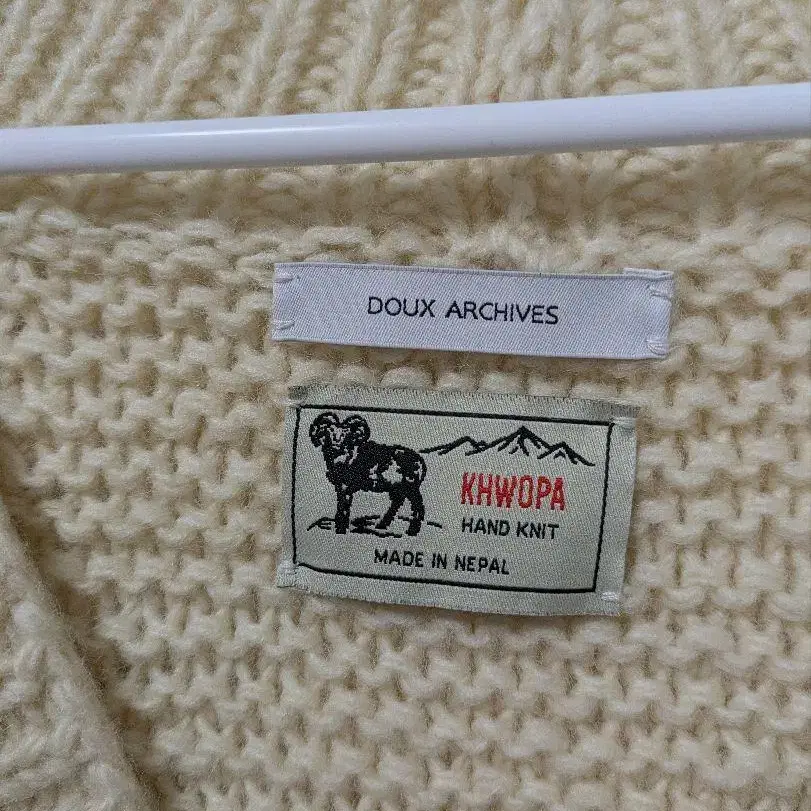 DOUX ARCHIVES
KHWOPA
HAND KNIT
MADE IN NEPAL